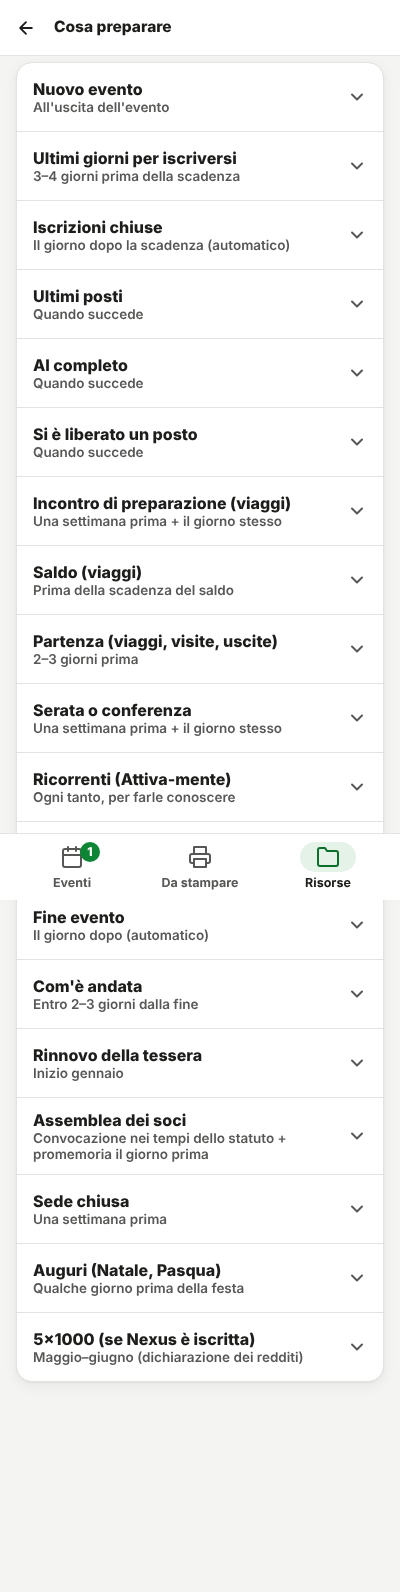 Cosa preparare
Nuovo evento
All'uscita dell'evento
Ultimi giorni per iscriversi
3–4 giorni prima della scadenza
Iscrizioni chiuse
Il giorno dopo la scadenza (automatico)
Ultimi posti
Quando succede
Al completo
Quando succede
Si è liberato un posto
Quando succede
Incontro di preparazione (viaggi)
Una settimana prima + il giorno stesso
Saldo (viaggi)
Prima della scadenza del saldo
Partenza (viaggi, visite, uscite)
2–3 giorni prima
Serata o conferenza
Una settimana prima + il giorno stesso
Ricorrenti (Attiva-mente)
Ogni tanto, per farle conoscere
1
Eventi
Da stampare
Risorse
Fine evento
Il giorno dopo (automatico)
Com'è andata
Entro 2–3 giorni dalla fine
Rinnovo della tessera
Inizio gennaio
Assemblea dei soci
Convocazione nei tempi dello statuto +
promemoria il giorno prima
Sede chiusa
Una settimana prima
Auguri (Natale, Pasqua)
Qualche giorno prima della festa
5×1000 (se Nexus è iscritta)
Maggio–giugno (dichiarazione dei redditi)